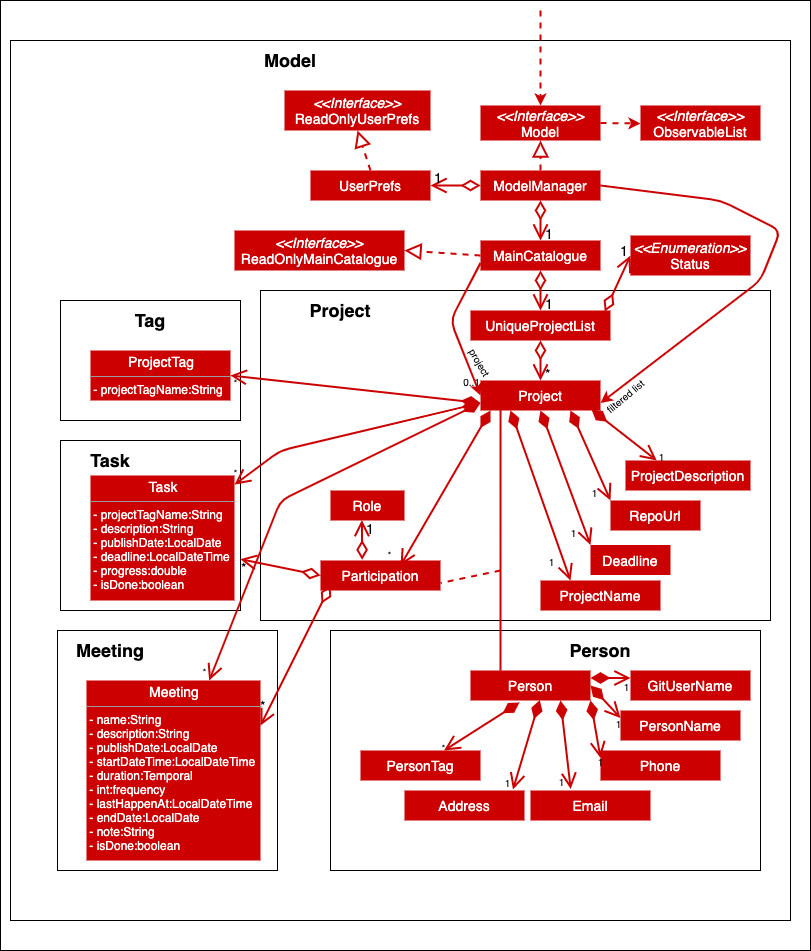 Model
<<Interface>>
ReadOnlyUserPrefs
<<Interface>>
Model
<<Interface>>
ObservableList
UserPrefs
1
ModelManager
1
<<Interface>>
ReadOnlyMainCatalogue
MainCatalogue
1
<<Enumeration>>
Status
1
Project
UniqueProjectList
*
project
0..1
Project
filtered list
Tag
ProjectTag
- projectTagName:String
*
Task
*
Task
- projectTagName:String
- description:String
- publishDate:LocalDate
- deadline:LocalDateTime
- progress:double
- isDone:boolean
*
Role
1
*
Participation
1
ProjectDescription
1
RepoUrl
1
Deadline
1
ProjectName
Meeting
*
*
Meeting
- name:String
- description:String
- publishDate:LocalDate
- startDateTime:LocalDateTime
- duration:Temporal
- int:frequency
- lastHappenAt:LocalDateTime
- endDate:LocalDate
- note:String
- isDone:boolean
Person
Person
1
GitUserName
1
PersonName
*
PersonTag
1
Phone
1
Address
1
Email